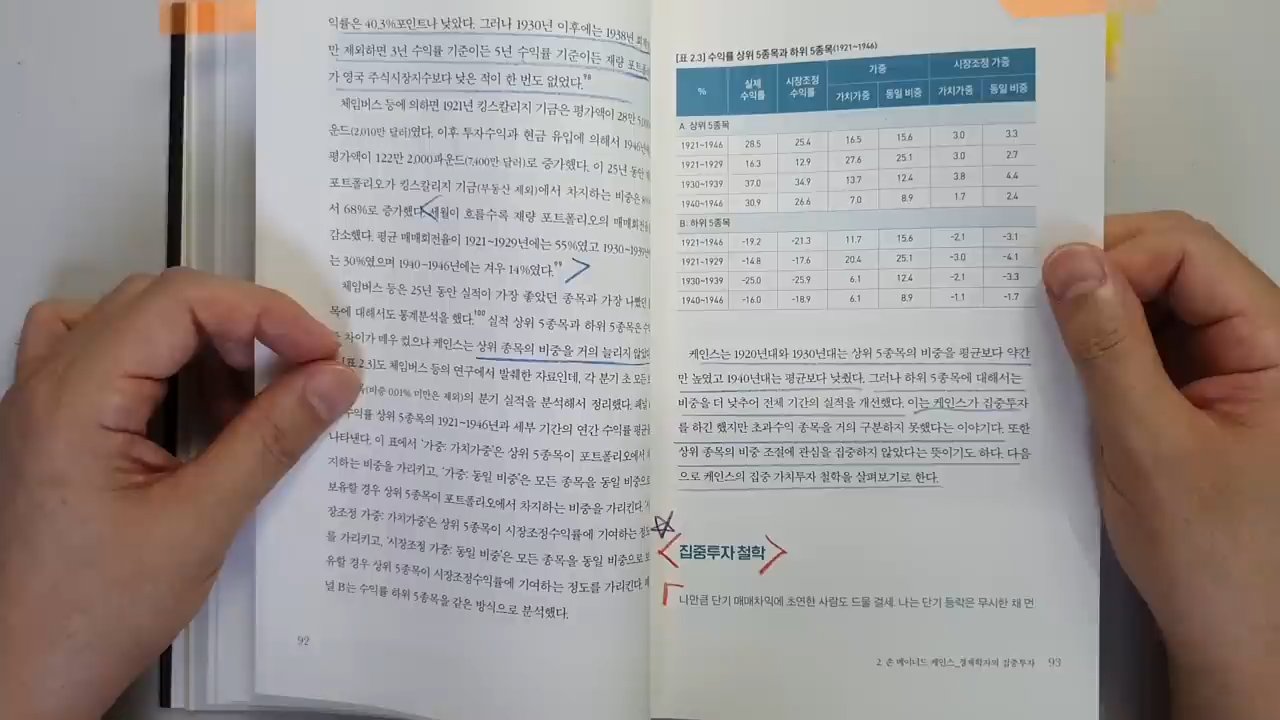 익률은 40.3%포인트나 낮았다. 그러나 1930년 이후에는 1938년
만 제외하면 3년 수익률 기준이든 5년 수익률 기준이든 재량
가 영국 주식시장지수보다 낮은 적이 한 번도 없었다.98
체임버스 등에 의하면 1921년 킹스칼리지 기금은 평가액이 28만
운드(2,010만 달러)였다. 이후 투자수익과 현금 유입에 의해서
평가액이 122만 2,000파운드(7,400만 달러)로 증가했다. 이 25년 동안
포트폴리오가 킹스칼리지 기금(부동산 제외)에서 차지하는 비중은
서 68%로 증가했다. 세월이 흐를수록 재량 포트폴리오의
감소했다. 평균 매매회전율이 1921~1929년에는 55%였고
는 30%였으며 1940~1946년에는 겨우 14%였다.99
체임버스 등은 25년 동안 실적이 가장 좋았던 종목과 가장
목에 대해서도 통계분석을 했다.100 실적 상위 5종목과 하위 5종목은
차이가 매우 컸으나 케인스는 상위 종목의 비중을 거의 늘리지
[표 2.3]도 체임버스 등의 연구에서 발췌한 자료인데, 각 분기 초
(비중 0.01% 미만은 제외)의 분기 실적을 분석해서 정리했다.
수익률 상위 5종목의 1921~1946년과 세부 기간의 연간 수익률
나타낸다. 이 표에서 '가중: 가치가중'은 상위 5종목이 포트폴리오에서
지하는 비중을 가리키고, '가중: 동일 비중'은 모든 종목을 동일
보유할 경우 상위 5종목이 포트폴리오에서 차지하는 비중을 가리킨다.
장조정 가중: 가치가중'은 상위 5종목이 시장조정수익률에 기여하는
를 가리키고, '시장조정 가중: 동일 비중'은 모든 종목을 동일 비중으로
유할 경우 상위 5종목이 시장조정수익률에 기여하는 정도를 가리킨다.
널 B는 수익률 하위 5종목을 같은 방식으로 분석했다.
92
[표 2.3] 수익률 상위 5종목과 하위 5종목(1921~1946)
% 실제 수익률 시장조정 수익률 가중 시장조정 가중
가치가중 동일 비중 가치가중 동일 비중
A. 상위 5종목
1921~1946 28.5 25.4 16.5 15.6 3.0 3.3
1921~1929 16.3 12.9 27.6 25.1 3.0 2.7
1930~1939 37.0 34.9 13.7 12.4 3.8 4.4
1940~1946 30.9 26.6 7.0 8.9 1.7 2.4
B. 하위 5종목
1921~1946 -19.2 -21.3 11.7 15.6 -2.1 -3.1
1921~1929 -14.8 -17.6 20.4 25.1 -3.0 -4.1
1930~1939 -25.0 -25.9 6.1 12.4 -2.1 -3.3
1940~1946 -16.0 -18.9 6.1 8.9 -1.1 -1.7
케인스는 1920년대와 1930년대는 상위 5종목의 비중을 평균보다 약간
만 높였고 1940년대는 평균보다 낮췄다. 그러나 하위 5종목에 대해서는
비중을 더 낮추어 전체 기간의 실적을 개선했다. 이는 케인스가 집중투자
를 하긴 했지만 초과수익 종목을 거의 구분하지 못했다는 이야기다. 또한
상위 종목의 비중 조절에 관심을 집중하지 않았다는 뜻이기도 하다. 다음
으로 케인스의 집중 가치투자 철학을 살펴보기로 한다.
집중투자 철학
나만큼 단기 매매차익에 초연한 사람도 드물 걸세. 나는 단기 등락은 무시한 채 먼
2. 존 메이너드 케인스_경제학자의 집중투자 93